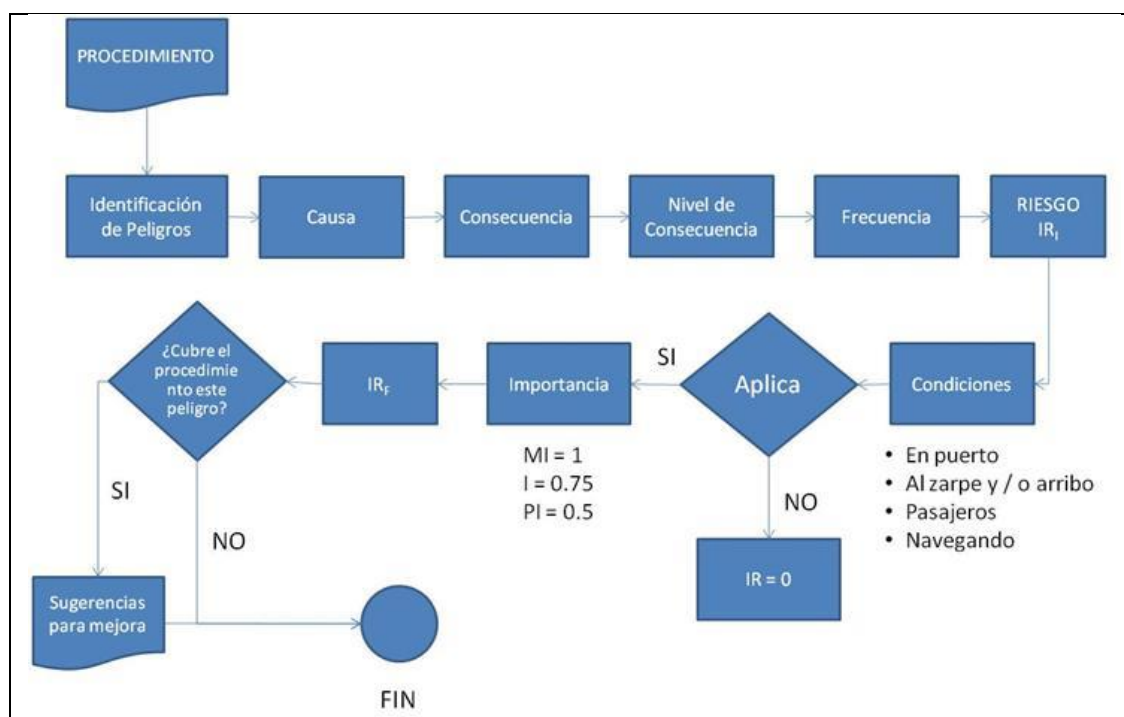 PROCEDIMIENTO
Identificación
de Peligros
Causa
Consecuencia
Nivel de
Consecuencia
Frecuencia
RIESGO
IRI
¿Cubre el
procedimie
nto este
peligro?
IRF
Importancia
SI
Aplica
Condiciones
MI = 1
I = 0.75
PI = 0.5
• En puerto
• Al zarpe y / o arribo
• Pasajeros
• Navegando
SI
NO
NO
IR = 0
Sugerencias
para mejora
FIN